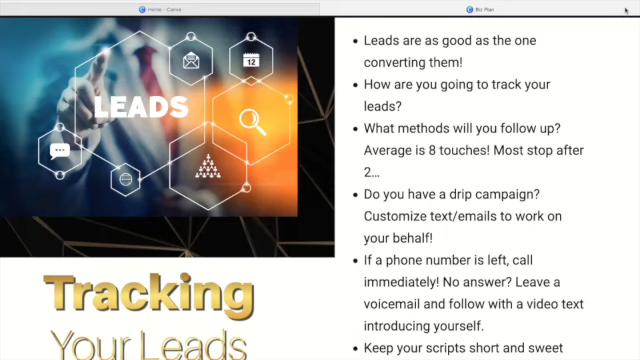 Home - Canva
Biz Plan
LEADS
12
Tracking
Your Leads
• Leads are as good as the one
converting them!
• How are you going to track your
leads?
• What methods will you follow up?
Average is 8 touches! Most stop after
2...
• Do you have a drip campaign?
Customize text/emails to work on
your behalf!
• If a phone number is left, call
immediately! No answer? Leave a
voicemail and follow with a video text
introducing yourself.
• Keep your scripts short and sweet